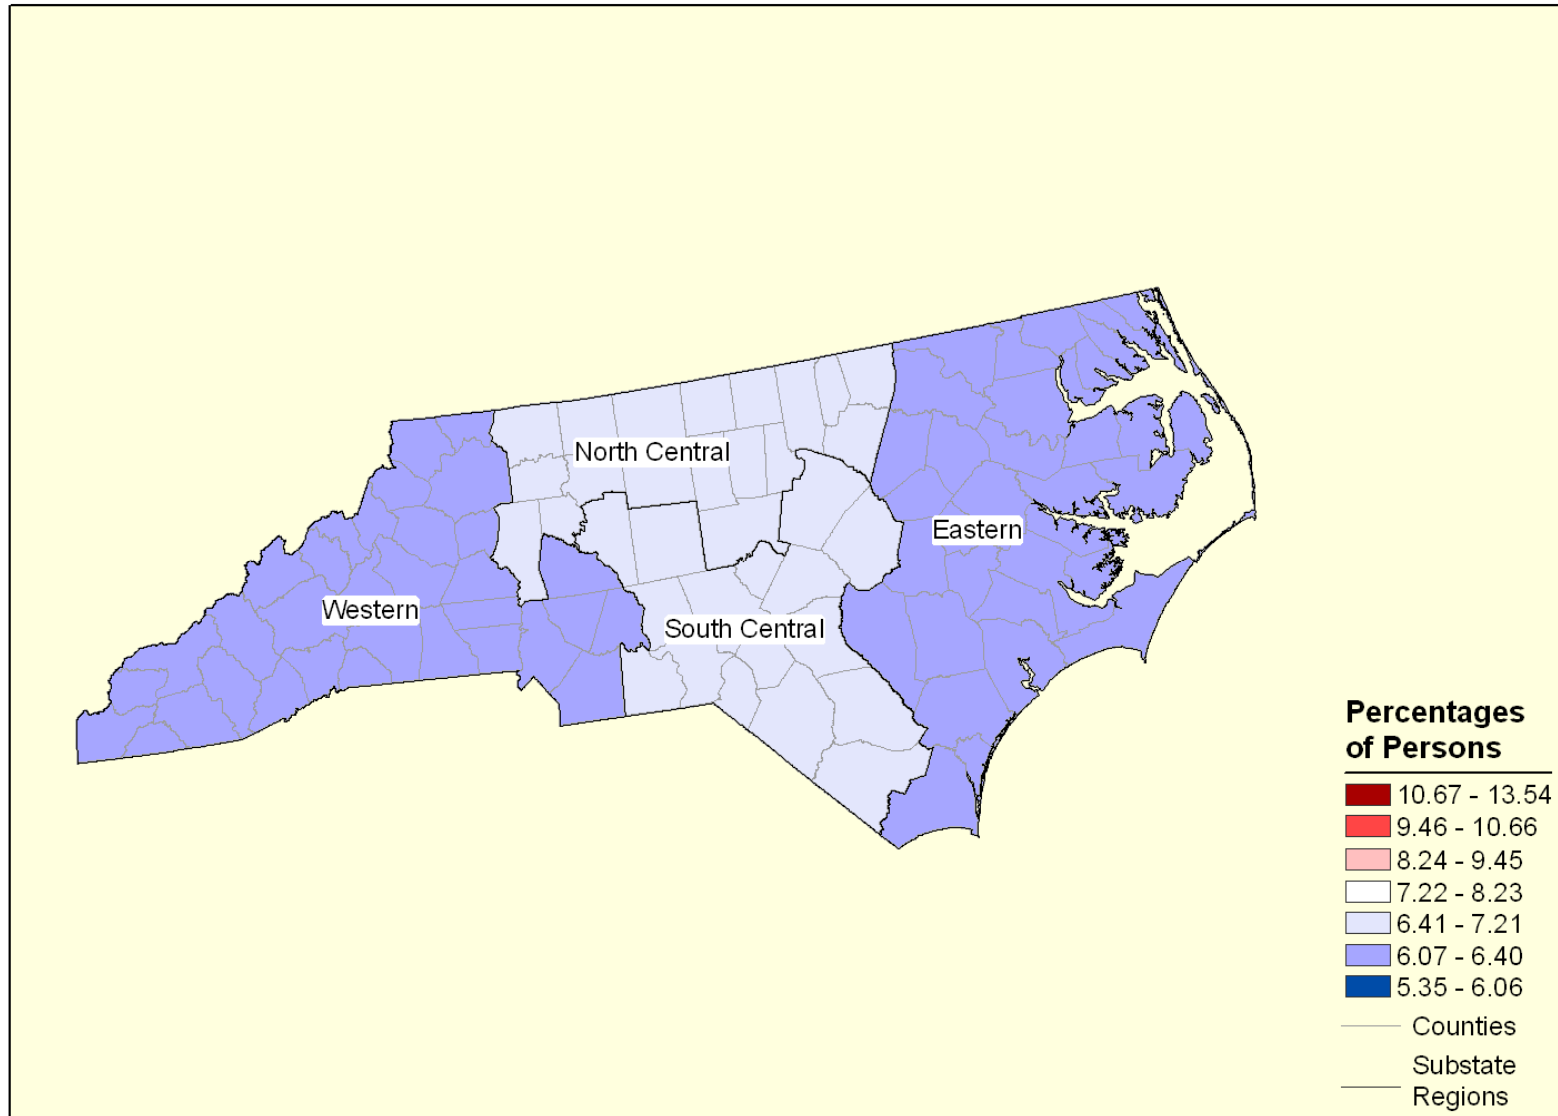 North Central
Eastern
Western
South Central
Percentages
of Persons
10.67 - 13.54
9.46 - 10.66
8.24 - 9.45
7.22 - 8.23
6.41 - 7.21
6.07 - 6.40
5.35 - 6.06
Counties
Substate
Regions